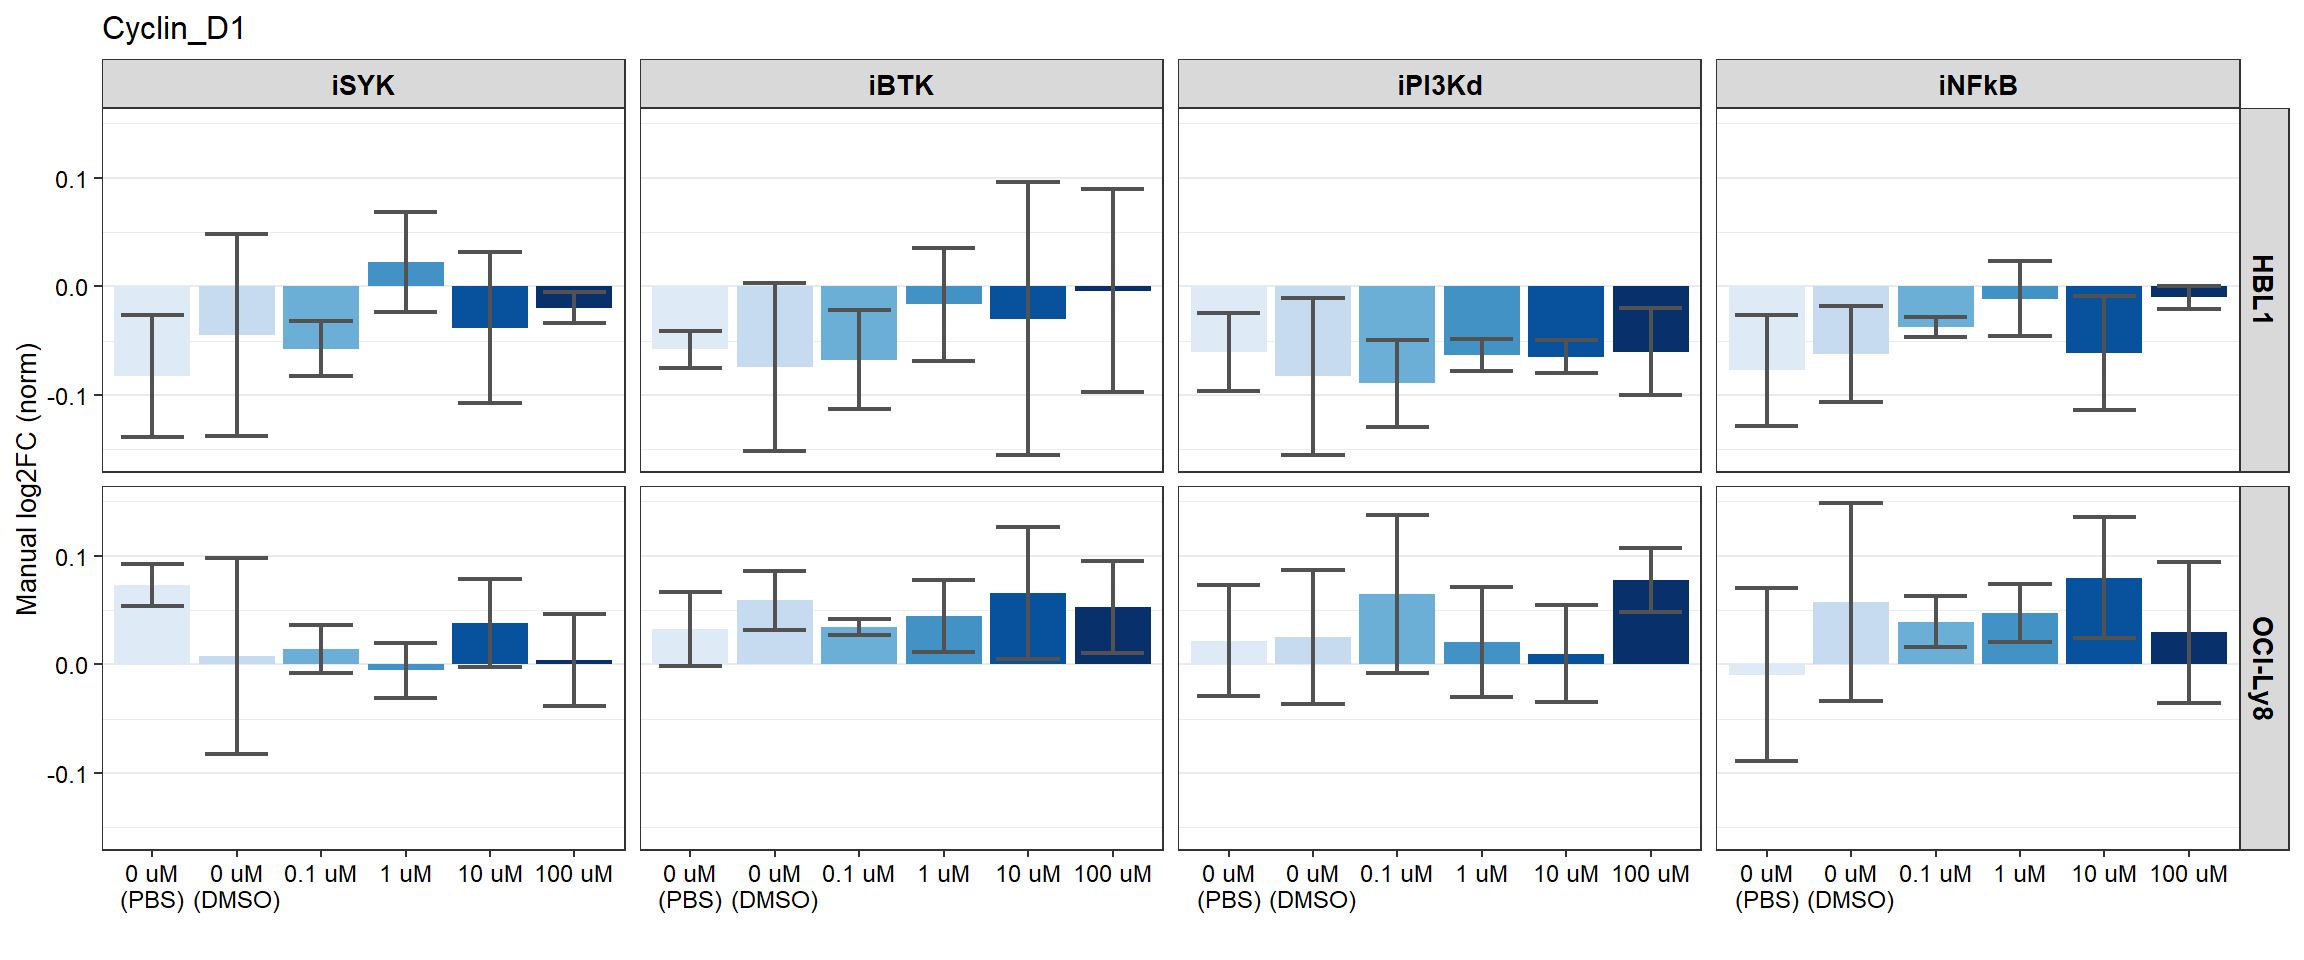 Cyclin_D1
iSYK
iBTK
iPI3Kd
iNFkB
HBL1
OCI-Ly8
Manual log2FC (norm)
0.1
0.0
-0.1
0.1
0.0
-0.1
0 uM (PBS)
0 uM (DMSO)
0.1 uM
1 uM
10 uM
100 uM
0 uM (PBS)
0 uM (DMSO)
0.1 uM
1 uM
10 uM
100 uM
0 uM (PBS)
0 uM (DMSO)
0.1 uM
1 uM
10 uM
100 uM
0 uM (PBS)
0 uM (DMSO)
0.1 uM
1 uM
10 uM
100 uM